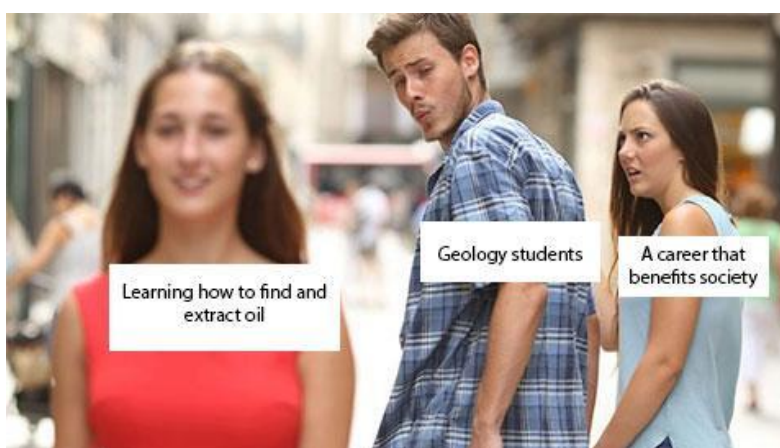 Learning how to find and
extract oil
Geology students
A career that
benefits society